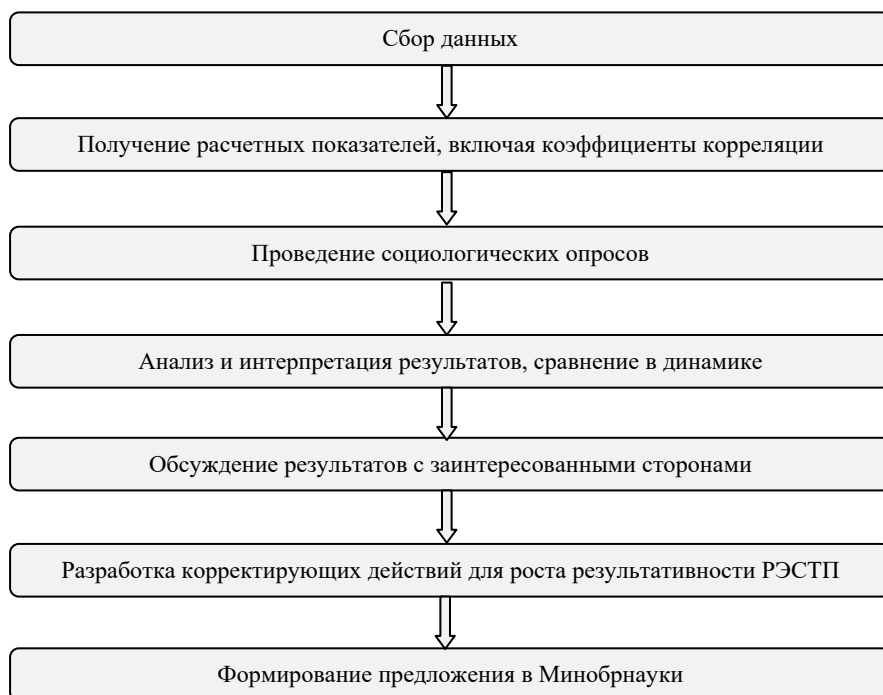 Сбор данных
Получение расчетных показателей, включая коэффициенты корреляции
Проведение социологических опросов
Анализ и интерпретация результатов, сравнение в динамике
Обсуждение результатов с заинтересованными сторонами
Разработка корректирующих действий для роста результативности РЭСТП
Формирование предложения в Минобрнауки